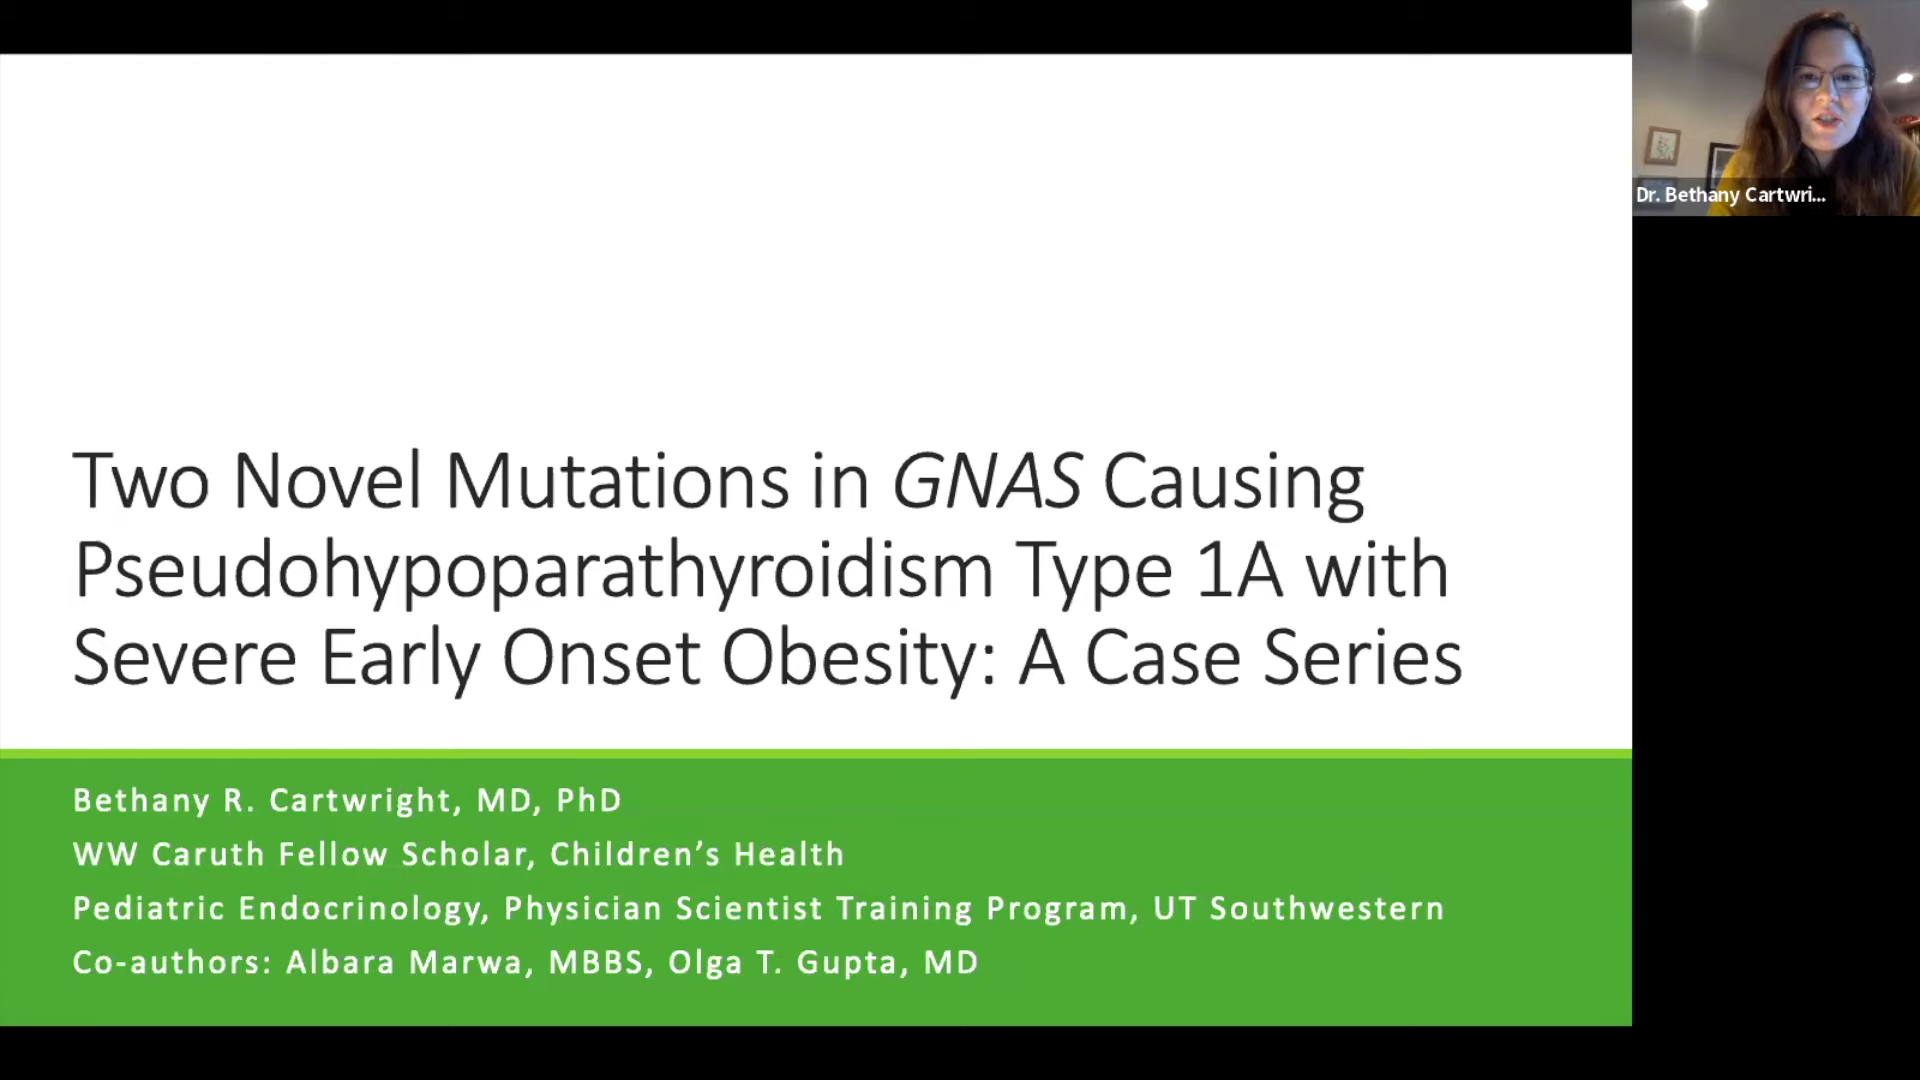 Two Novel Mutations in GNAS Causing
Pseudohypoparathyroidism Type 1A with
Severe Early Onset Obesity: A Case Series
Bethany R. Cartwright, MD, PhD
WW Caruth Fellow Scholar, Children’s Health
Pediatric Endocrinology, Physician Scientist Training Program, UT Southwestern
Co-authors: Albara Marwa, MBBS, Olga T. Gupta, MD
Dr. Bethany Cartwri...